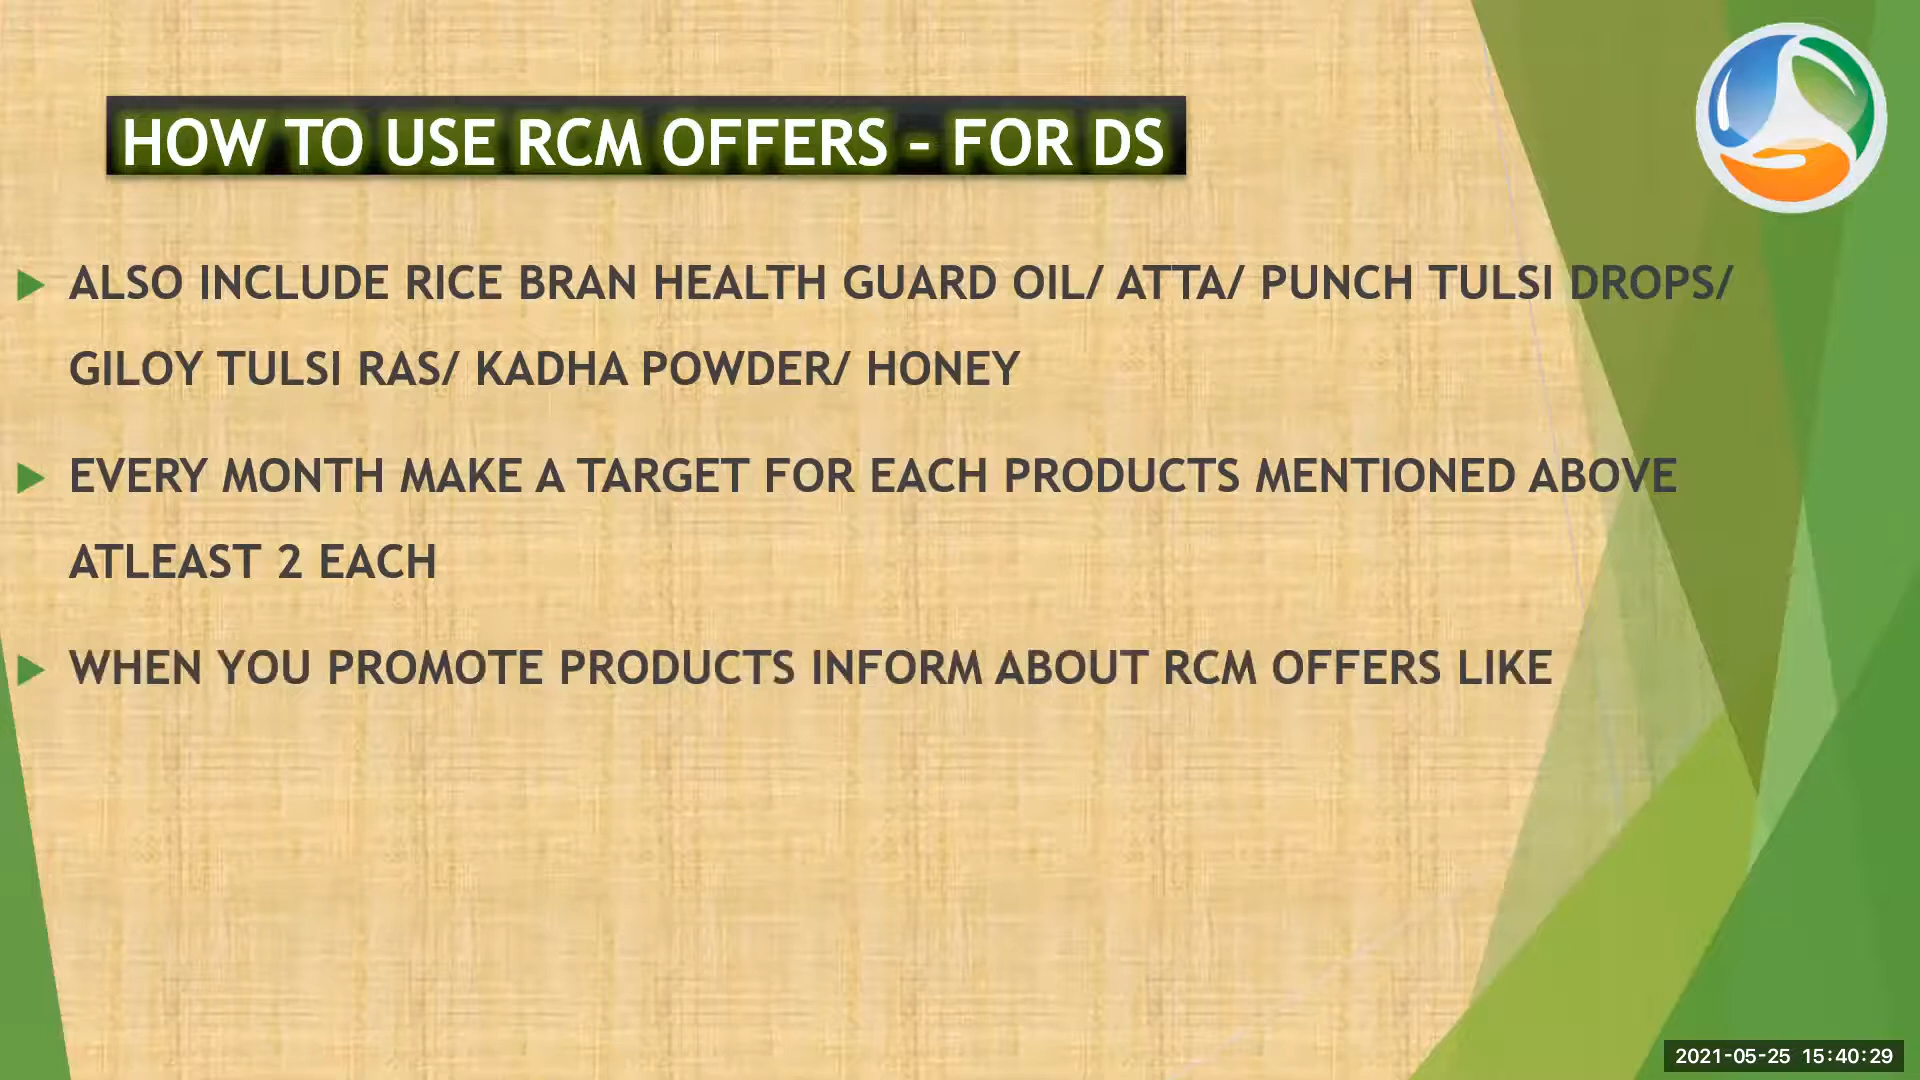 HOW TO USE RCM OFFERS – FOR DS
ALSO INCLUDE RICE BRAN HEALTH GUARD OIL/ ATTA/ PUNCH TULSI DROPS/
GILOY TULSI RAS/ KADHA POWDER/ HONEY
EVERY MONTH MAKE A TARGET FOR EACH PRODUCTS MENTIONED ABOVE
ATLEAST 2 EACH
WHEN YOU PROMOTE PRODUCTS INFORM ABOUT RCM OFFERS LIKE
2021-05-25 15:40:29